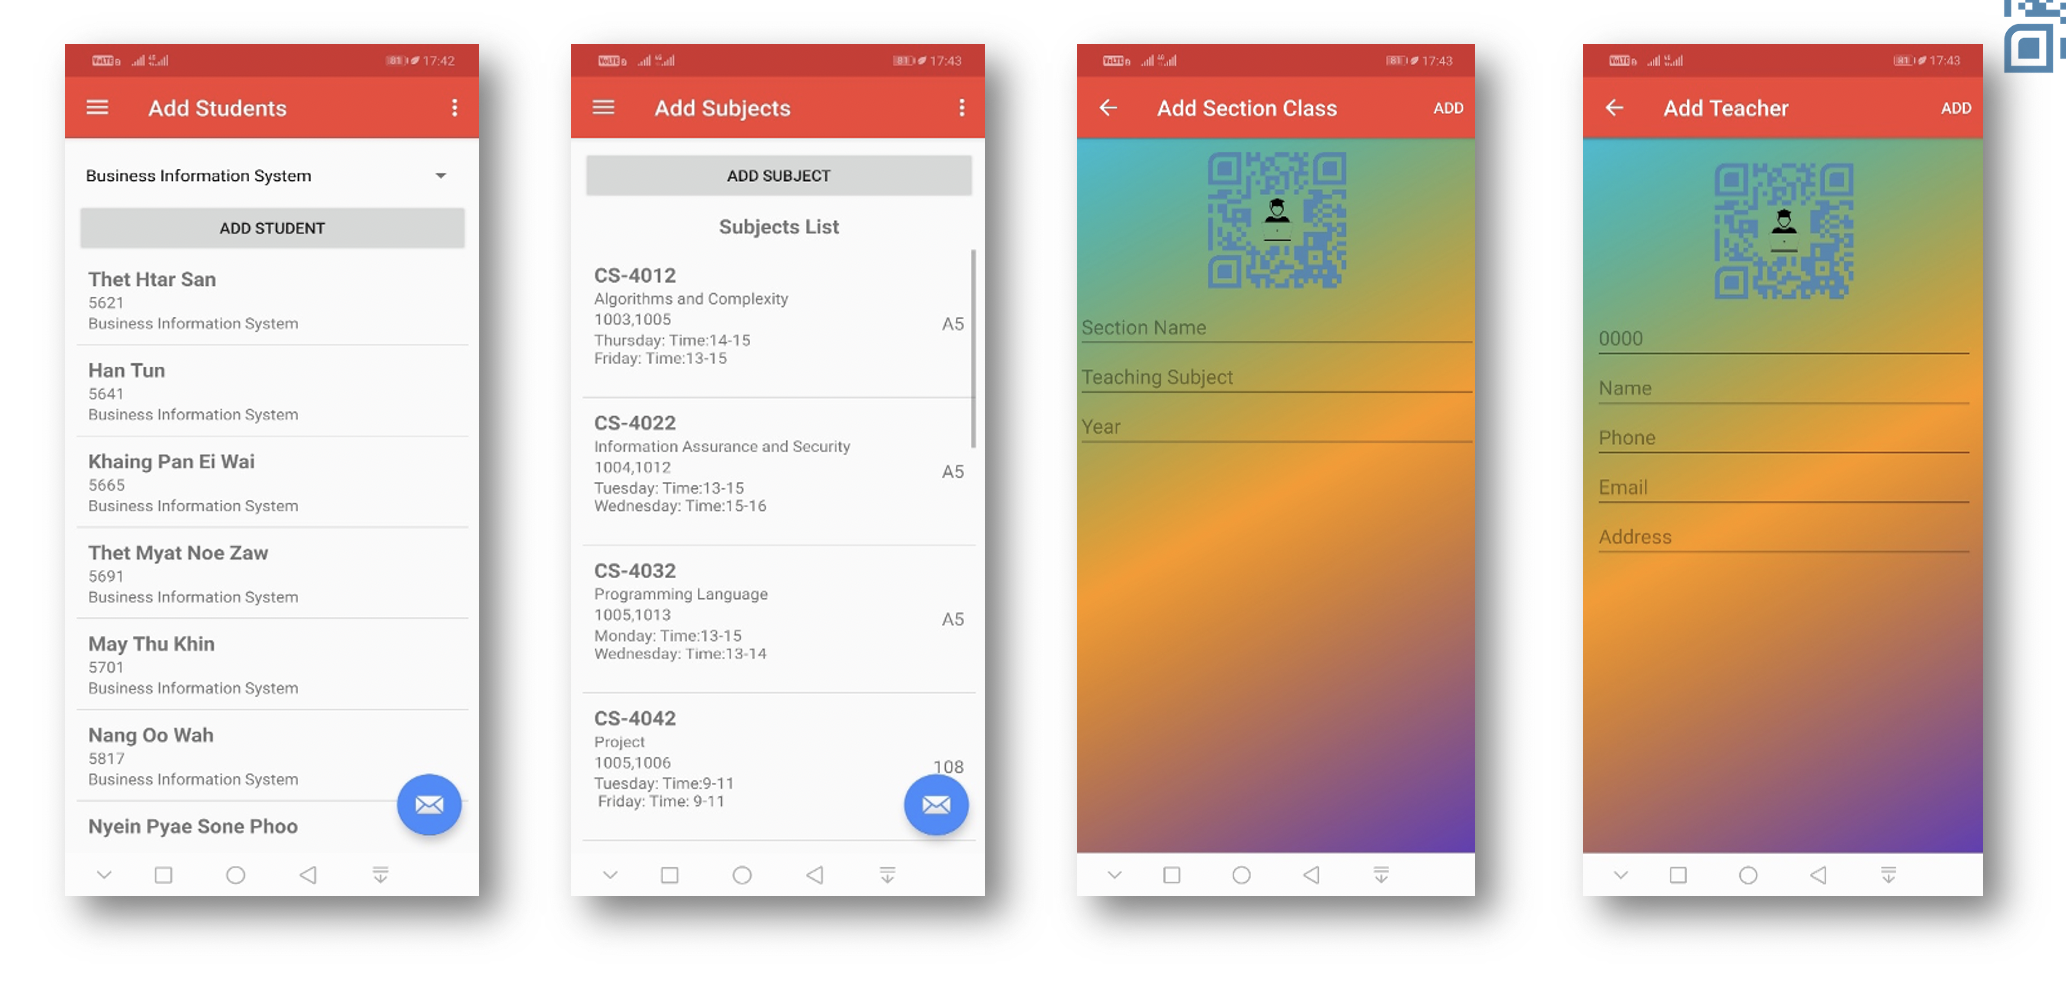 17:42
Add Students
Business Information System
ADD STUDENT
Thet Htar San
5621
Business Information System
Han Tun
5641
Business Information System
Khaing Pan Ei Wai
5665
Business Information System
Thet Myat Noe Zaw
5691
Business Information System
May Thu Khin
5701
Business Information System
Nang Oo Wah
5817
Business Information System
Nyein Pyae Sone Phoo
17:43
Add Subjects
ADD SUBJECT
Subjects List
CS-4012
Algorithms and Complexity
1003,1005
A5
Thursday: Time:14-15
Friday: Time:13-15
CS-4022
Information Assurance and Security
1004,1012
A5
Tuesday: Time:13-15
Wednesday: Time:15-16
CS-4032
Programming Language
1005,1013
A5
Monday: Time:13-15
Wednesday: Time:13-14
CS-4042
Project
1005,1006
108
Tuesday: Time:9-11
Friday: Time: 9-11
17:43
Add Section Class ADD
Section Name
Teaching Subject
Year
17:43
Add Teacher ADD
0000
Name
Phone
Email
Address